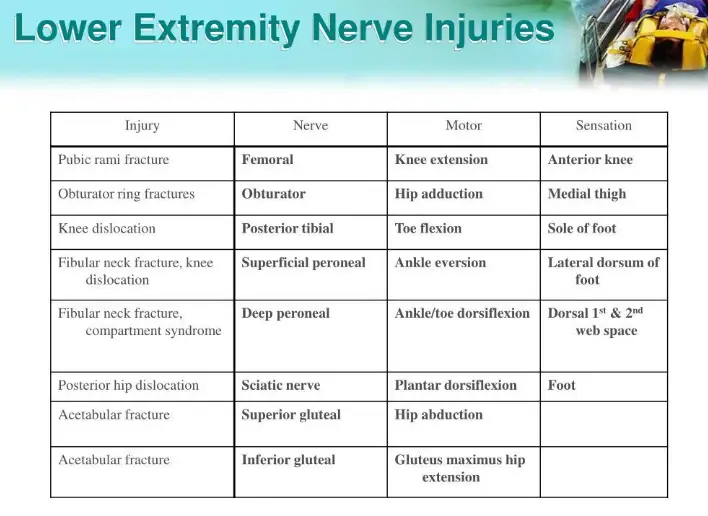 Lower Extremity Nerve Injuries
Injury Nerve Motor Sensation
Pubic rami fracture Femoral Knee extension Anterior knee
Obturator ring fractures Obturator Hip adduction Medial thigh
Knee dislocation Posterior tibial Toe flexion Sole of foot
Fibular neck fracture, knee Superficial peroneal Ankle eversion Lateral dorsum of
dislocation foot
Fibular neck fracture, Deep peroneal Ankle/toe dorsiflexion Dorsal 1st & 2nd
compartment syndrome web space
Posterior hip dislocation Sciatic nerve Plantar dorsiflexion Foot
Acetabular fracture Superior gluteal Hip abduction
Acetabular fracture Inferior gluteal Gluteus maximus hip
extension